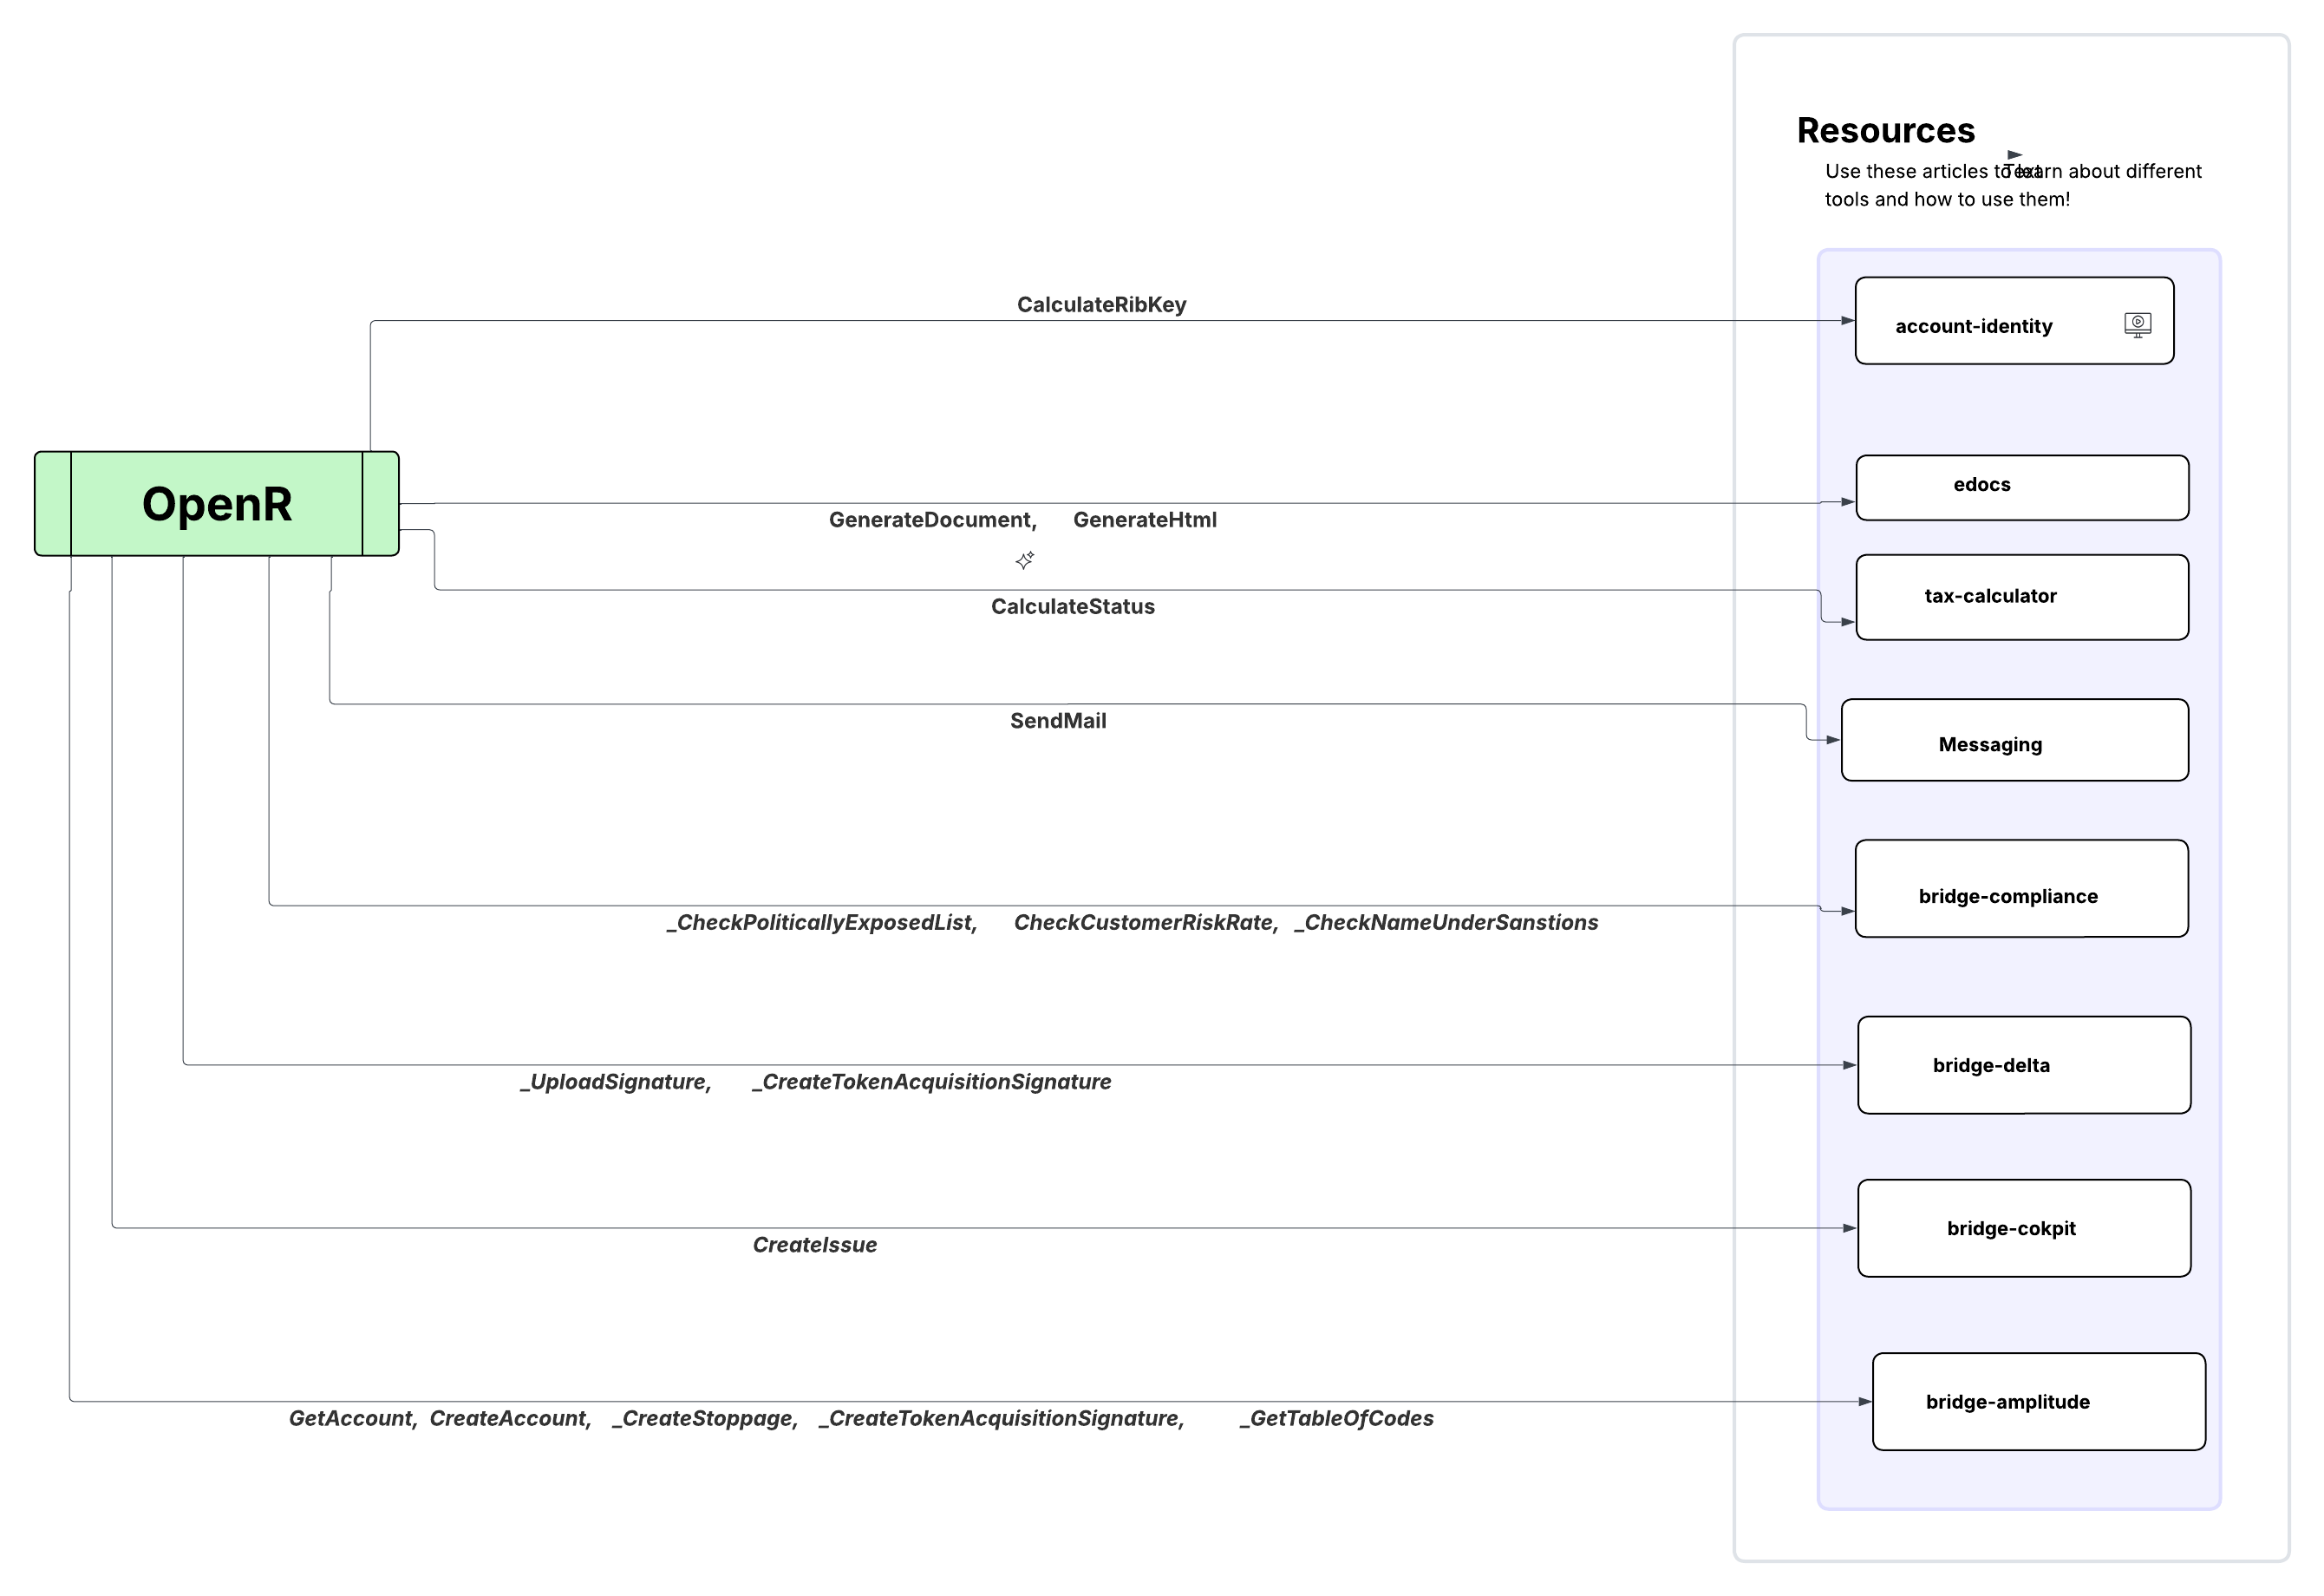 Resources
Use these articles to learn about different
Text
tools and how to use them!
CalculateRibKey
account-identity
OpenR
edocs
GenerateDocument, GenerateHtml
tax-calculator
CalculateStatus
SendMail
Messaging
bridge-compliance
_CheckPoliticallyExposedList, CheckCustomerRiskRate, _CheckNameUnderSanstions
bridge-delta
_UploadSignature, _CreateTokenAcquisitionSignature
bridge-cokpit
CreateIssue
bridge-amplitude
GetAccount, CreateAccount, _CreateStoppage, _CreateTokenAcquisitionSignature, _GetTableOfCodes